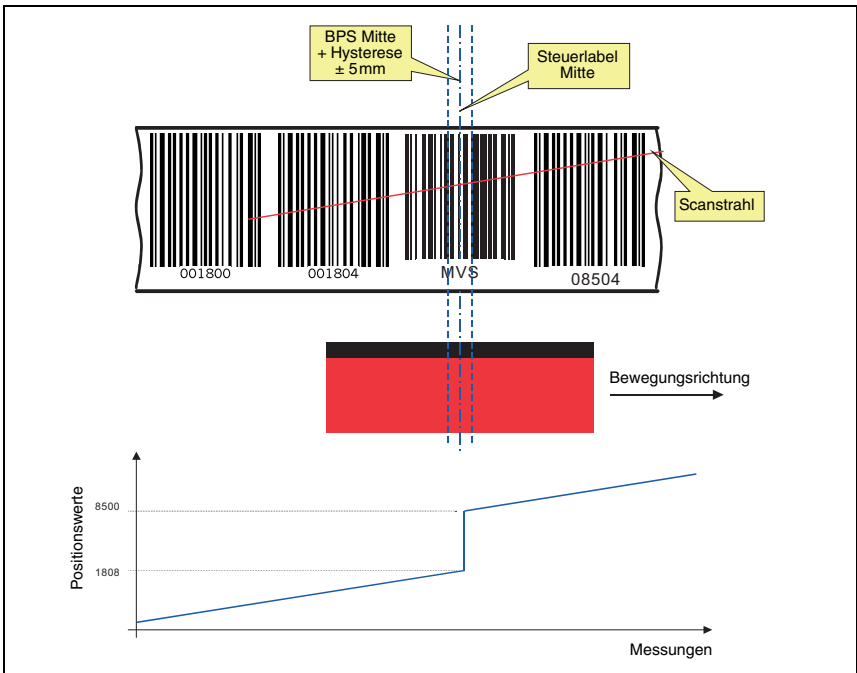 BPS Mitte
+ Hysterese
± 5mm
Steuerlabel
Mitte
Scanstrahl
001800
001804
MVS
08504
Bewegungsrichtung
Positionswerte
8500
1808
Messungen